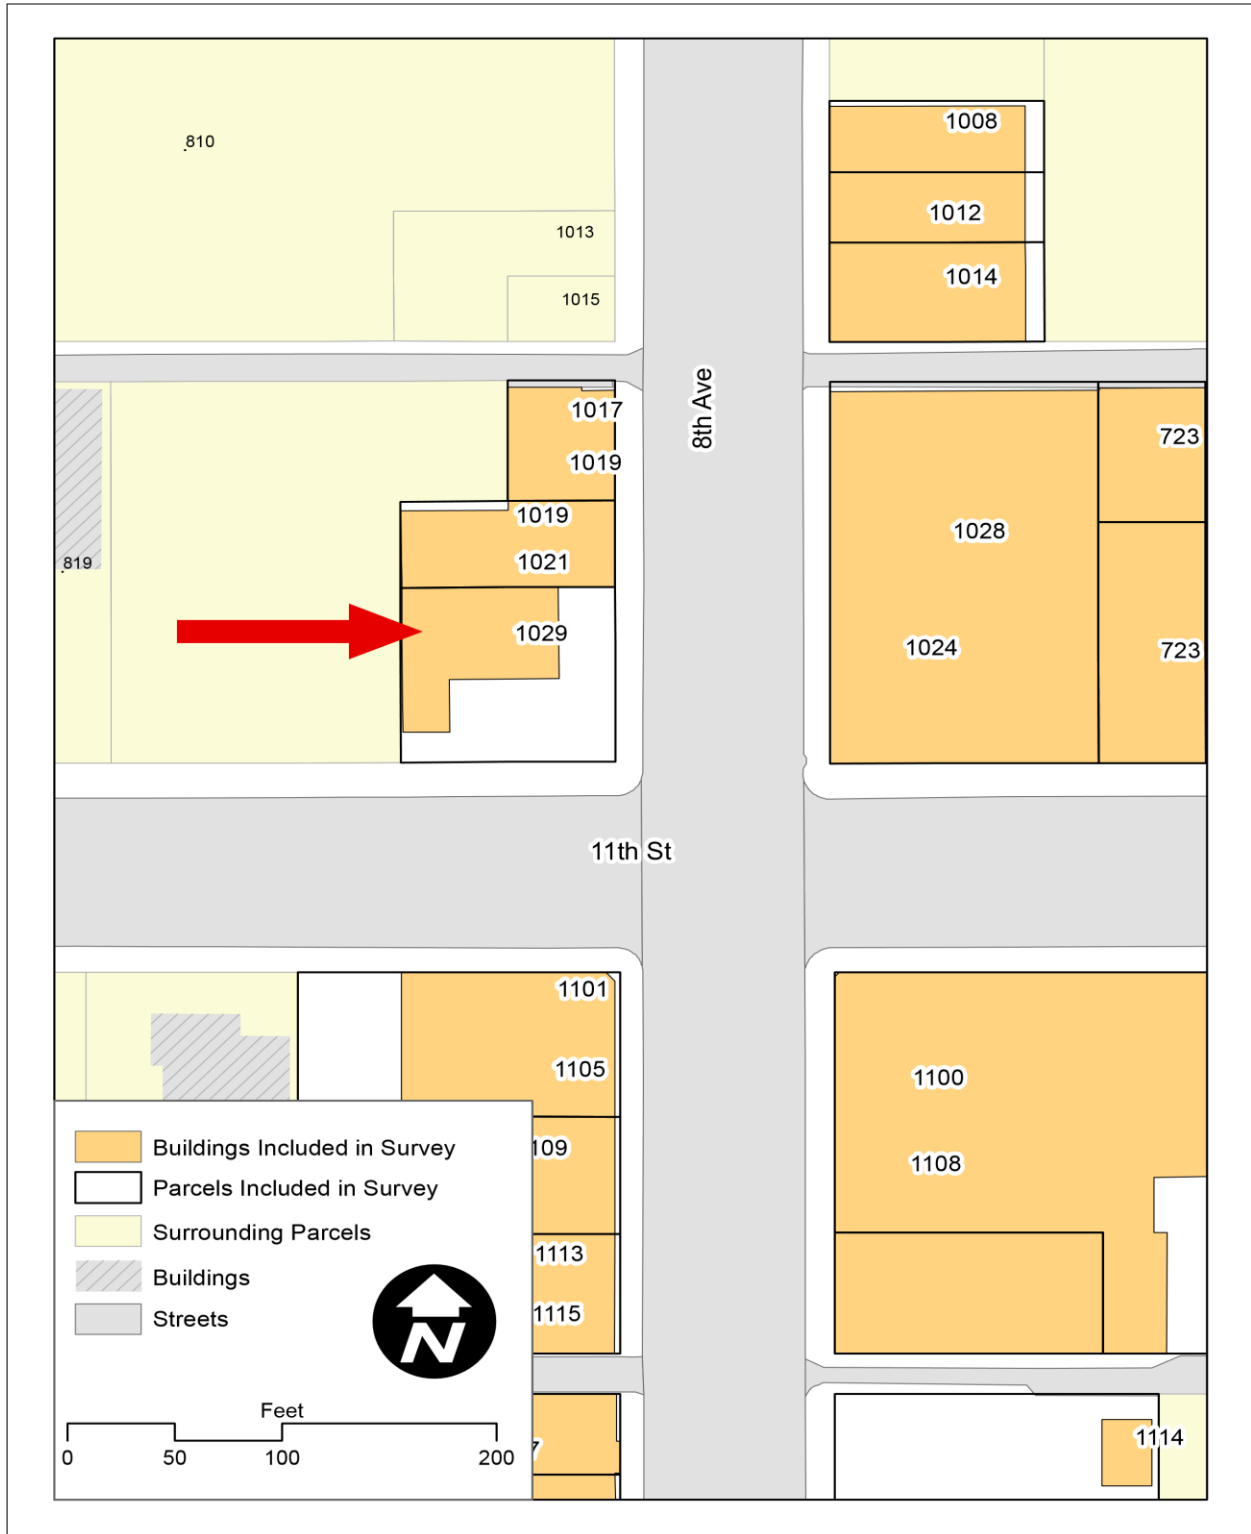 810
1008
1012
1013
1014
1015
8th Ave
1017
1019
723
1019
1028
1021
819
1029
1024
723
11th St
1101
1105
1100
109
1108
1113
1115
1114
7
Buildings Included in Survey
Parcels Included in Survey
Surrounding Parcels
Buildings
Streets
N
Feet
0 50 100 200